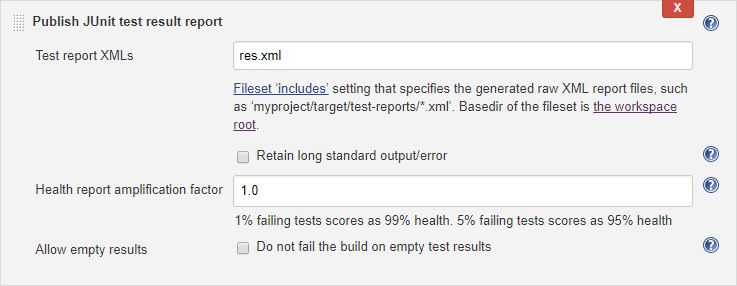 Publish JUnit test result report
X
Test report XMLs
res.xml
Fileset ‘includes’ setting that specifies the generated raw XML report files, such
as ‘myproject/target/test-reports/*.xml’. Basedir of the fileset is the workspace
root.
Retain long standard output/error
Health report amplification factor
1.0
1% failing tests scores as 99% health. 5% failing tests scores as 95% health
Allow empty results
Do not fail the build on empty test results